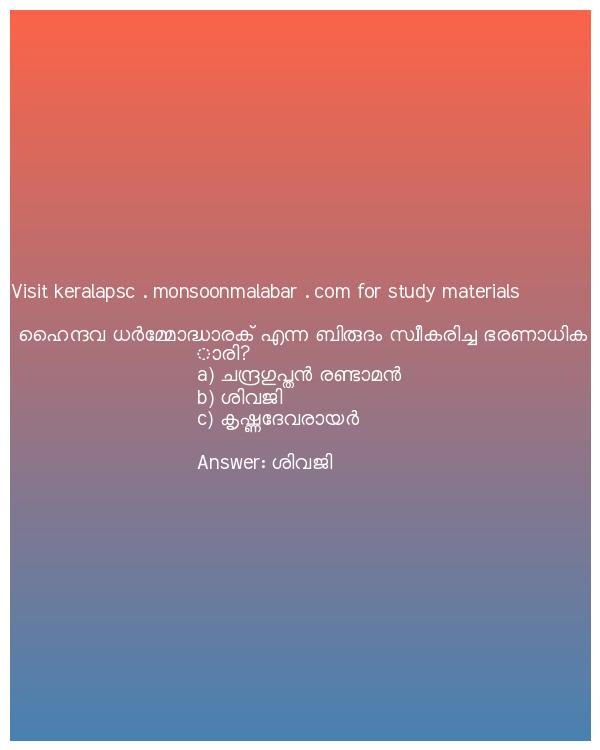 Visit keralapsc . monsoonmalabar . com for study materials
ഹൈന്ദവ ധർമ്മോദ്ധാരക് എന്ന ബിരുദം സ്വീകരിച്ച ഭരണാധിക
ാരി?
a) ചന്ദ്രഗുപ്തൻ രണ്ടാമൻ
b) ശിവജി
c) കൃഷ്ണദേവരായർ
Answer: ശിവജി